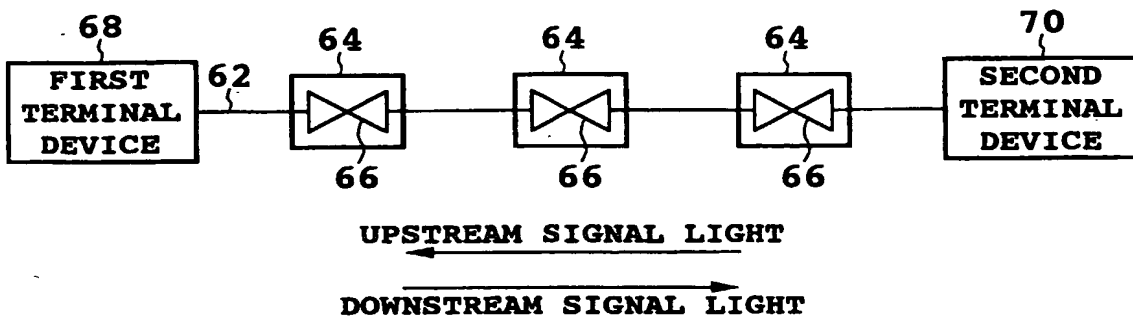 68
FIRST
TERMINAL
DEVICE
62
64
66
64
66
64
66
70
SECOND
TERMINAL
DEVICE
UPSTREAM SIGNAL LIGHT
DOWNSTREAM SIGNAL LIGHT